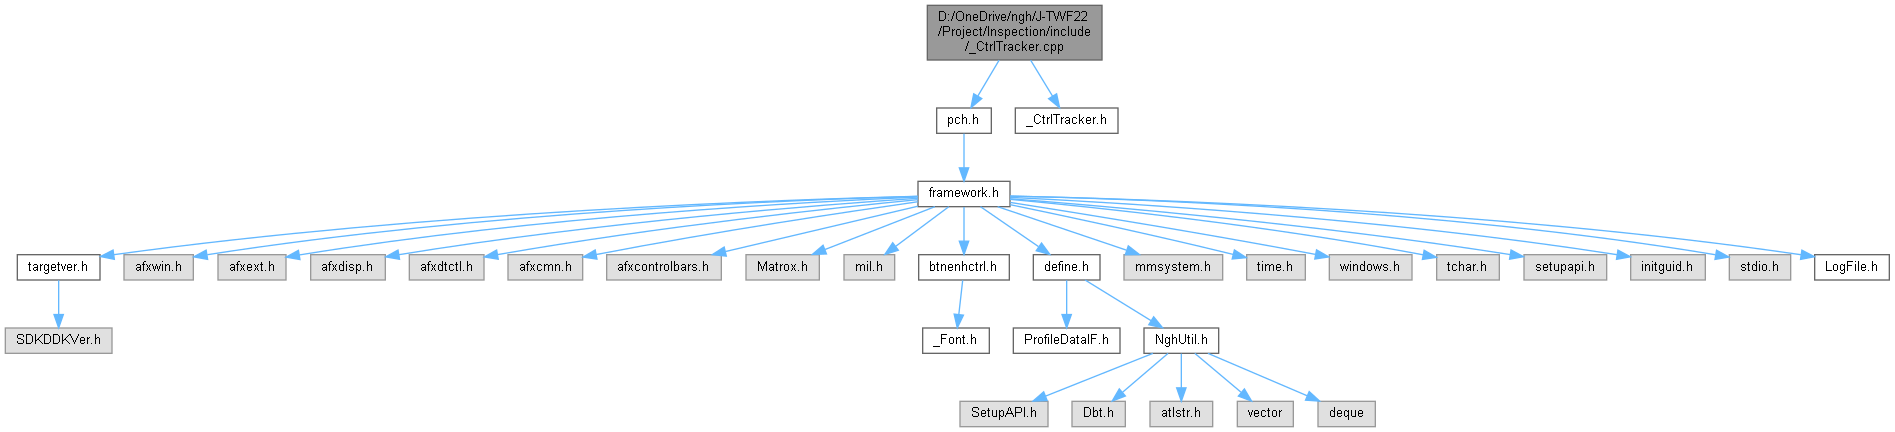 D:/OneDrive/ngh/J-TWF22
/Project/Inspection/include
/_CtrlTracker.cpp
pch.h
_CtrlTracker.h
framework.h
targetver.h
afxwin.h
afxext.h
afxdisp.h
afxdtctl.h
afxcmn.h
afxcontrolbars.h
Matrox.h
mil.h
btnenhctrl.h
define.h
mmsystem.h
time.h
windows.h
tchar.h
setupapi.h
initguid.h
stdio.h
LogFile.h
SDKDDKVer.h
_Font.h
ProfileDataIF.h
NghUtil.h
SetupAPI.h
Dbt.h
atlstr.h
vector
deque